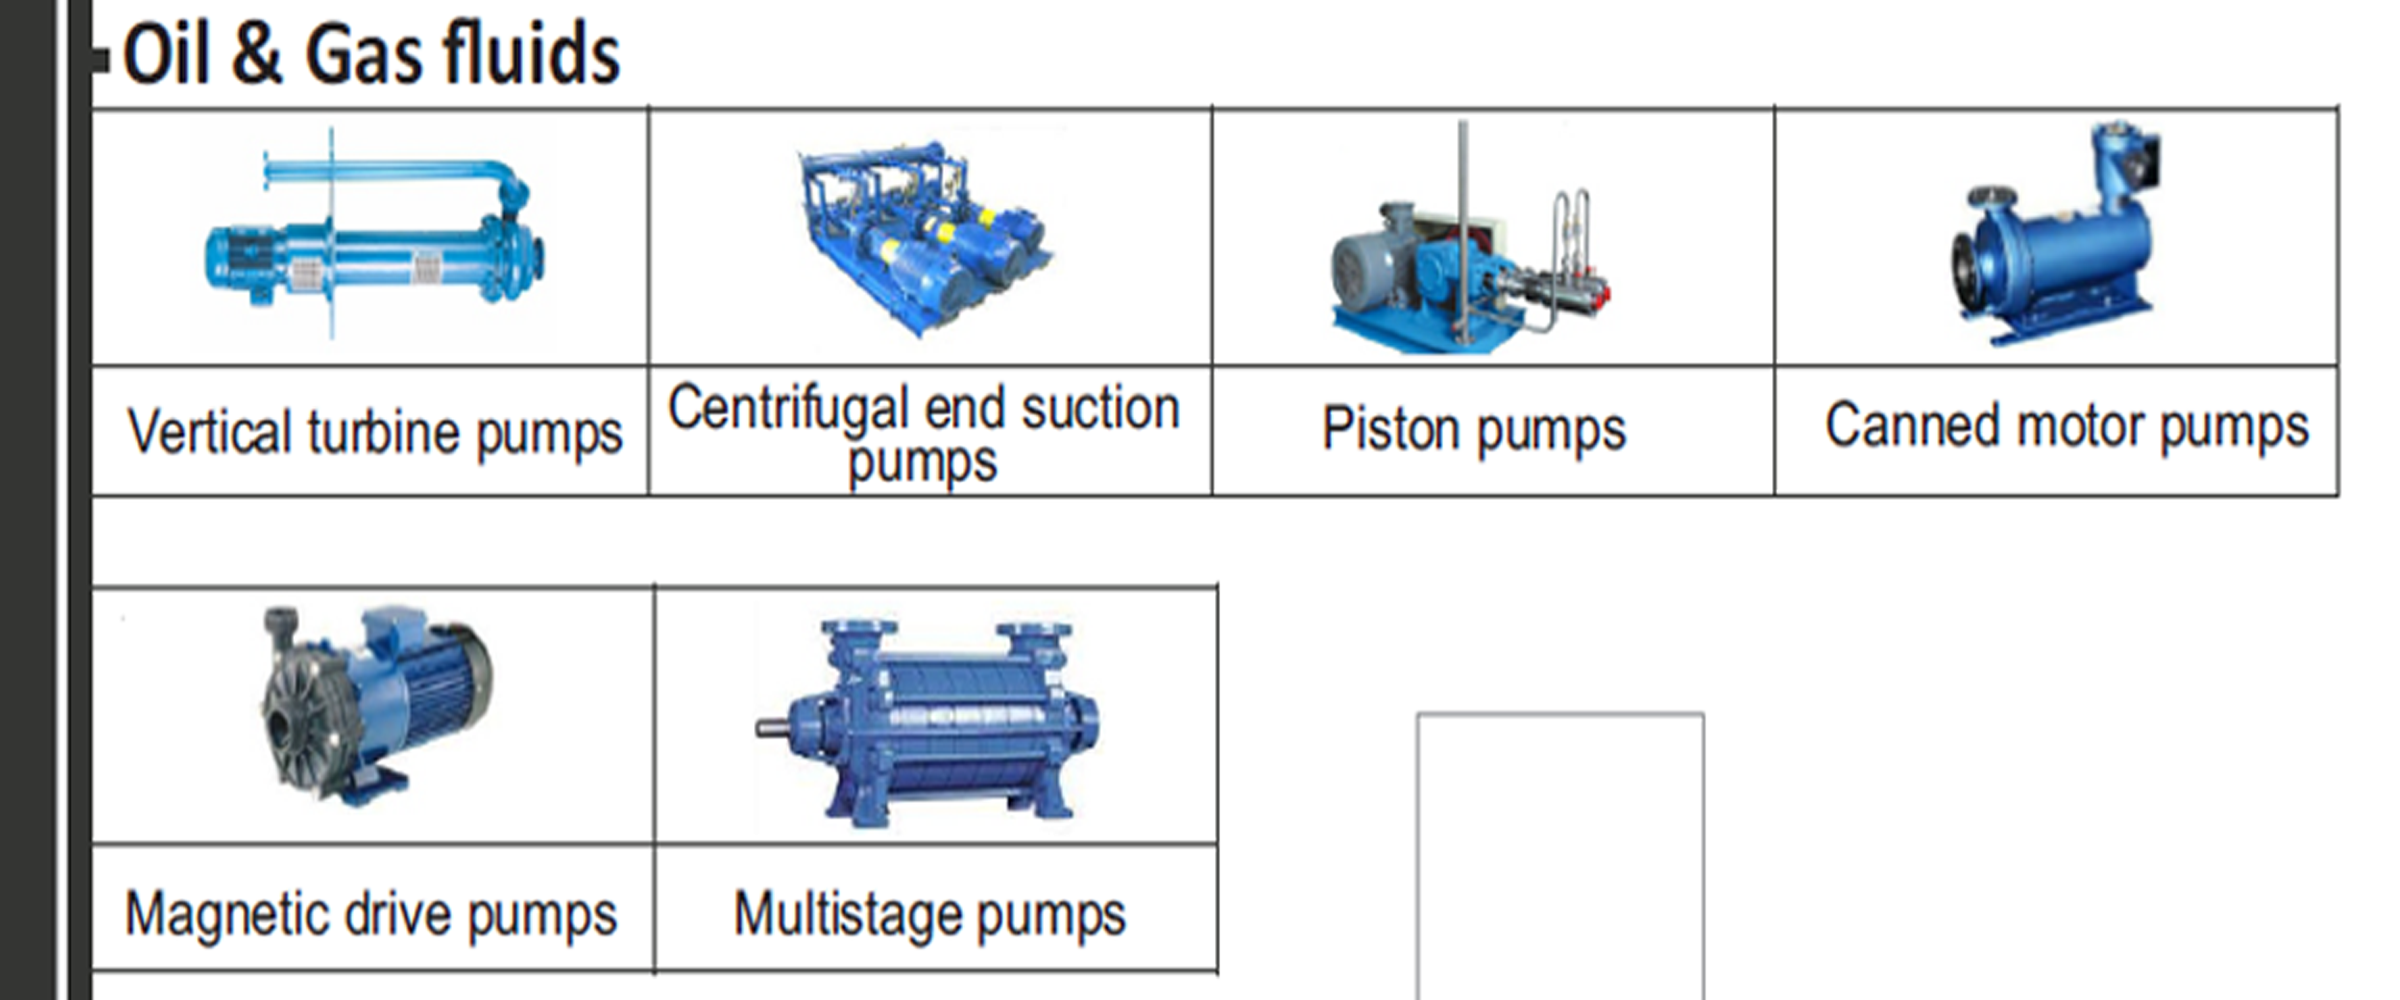 -Oil & Gas fluids
Vertical turbine pumps
Centrifugal end suction
pumps
Piston pumps
Canned motor pumps
Magnetic drive pumps
Multistage pumps